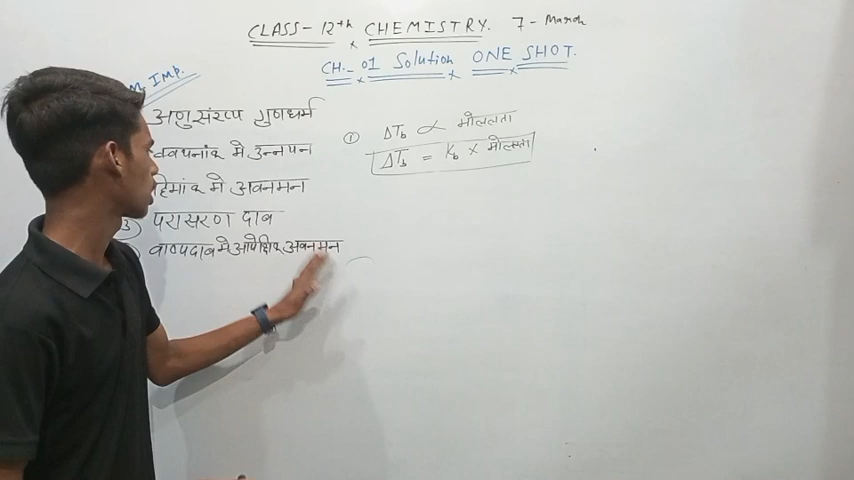 CLASS - 12th CHEMISTRY. 7 - March
CH.- 01 Solution ONE SHOT.
Imp.
अणु संख्य गुणधर्म
क्वथनांक मे उन्नयन
हिमांक मे अवनमन
3) परासरण दाब
वाष्पदाब मे आपेक्षिक अवनमन
① ΔTb ∝ मोललता
ΔTb = Kb × मोललता